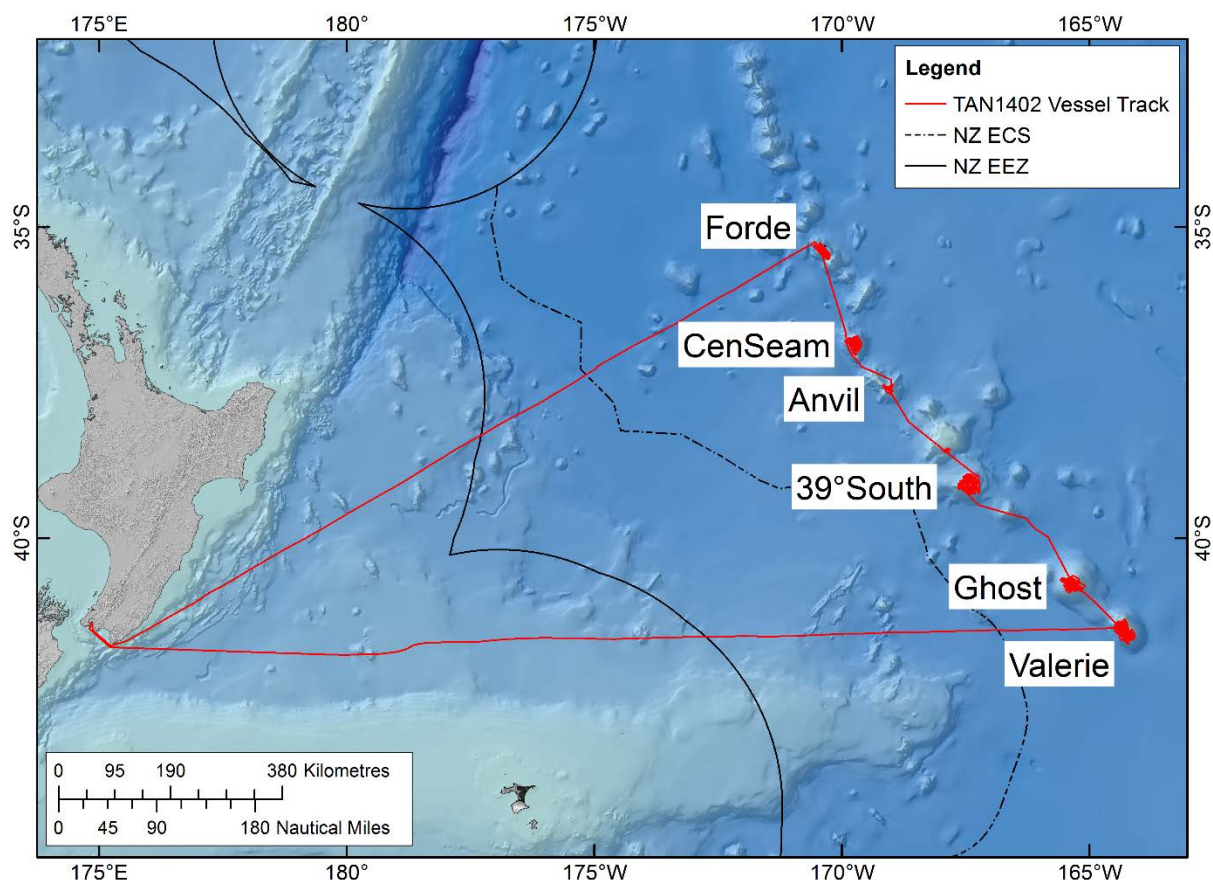 175°E 180° 175°W 170°W 165°W
Legend
TAN1402 Vessel Track
NZ ECS
NZ EEZ
35°S 35°S
Forde
CenSeam
Anvil
39°South
40°S 40°S
Ghost
Valerie
0 95 190 380 Kilometres
0 45 90 180 Nautical Miles
175°E 180° 175°W 170°W 165°W